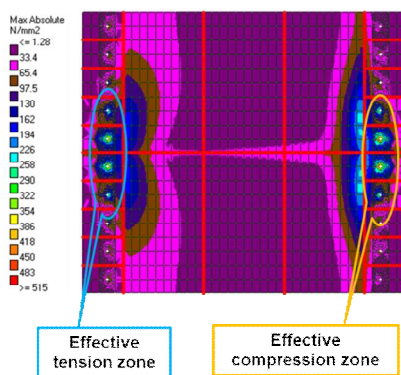 Max Absolute
N/mm2
<= 1.28
33.4
65.4
97.5
130
162
194
226
258
290
322
354
386
418
450
483
>= 515
Effective
tension zone
Effective
compression zone